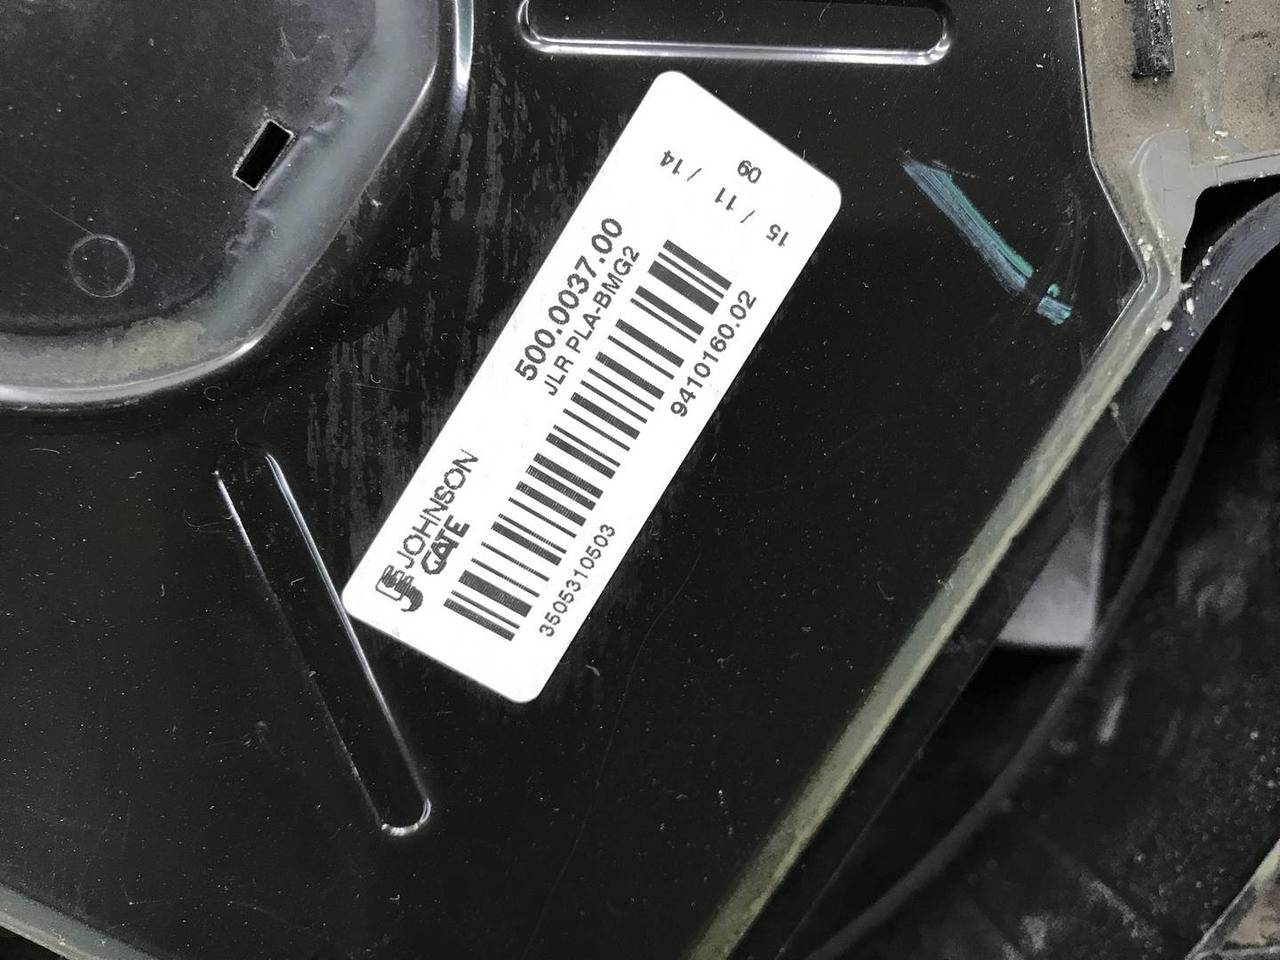 JOHNSON
GATE
500.0037.00
JLR PLA-BMG2
3505310503
9410160.02
15 / 11 / 14
09